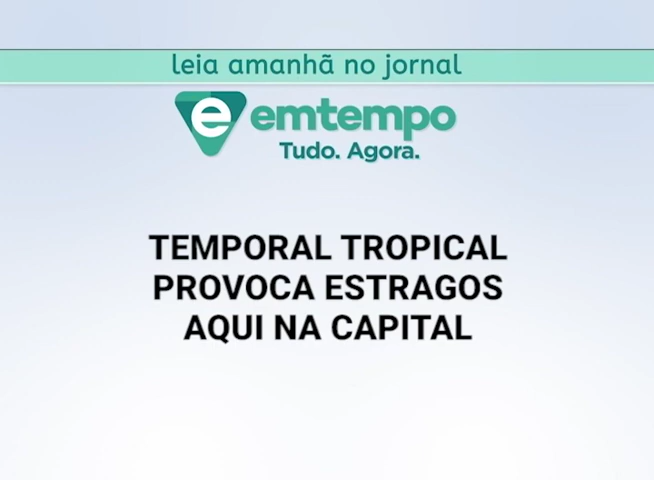 leia amanhã no jornal
e emtempo
Tudo. Agora.
TEMPORAL TROPICAL
PROVOCA ESTRAGOS
AQUI NA CAPITAL